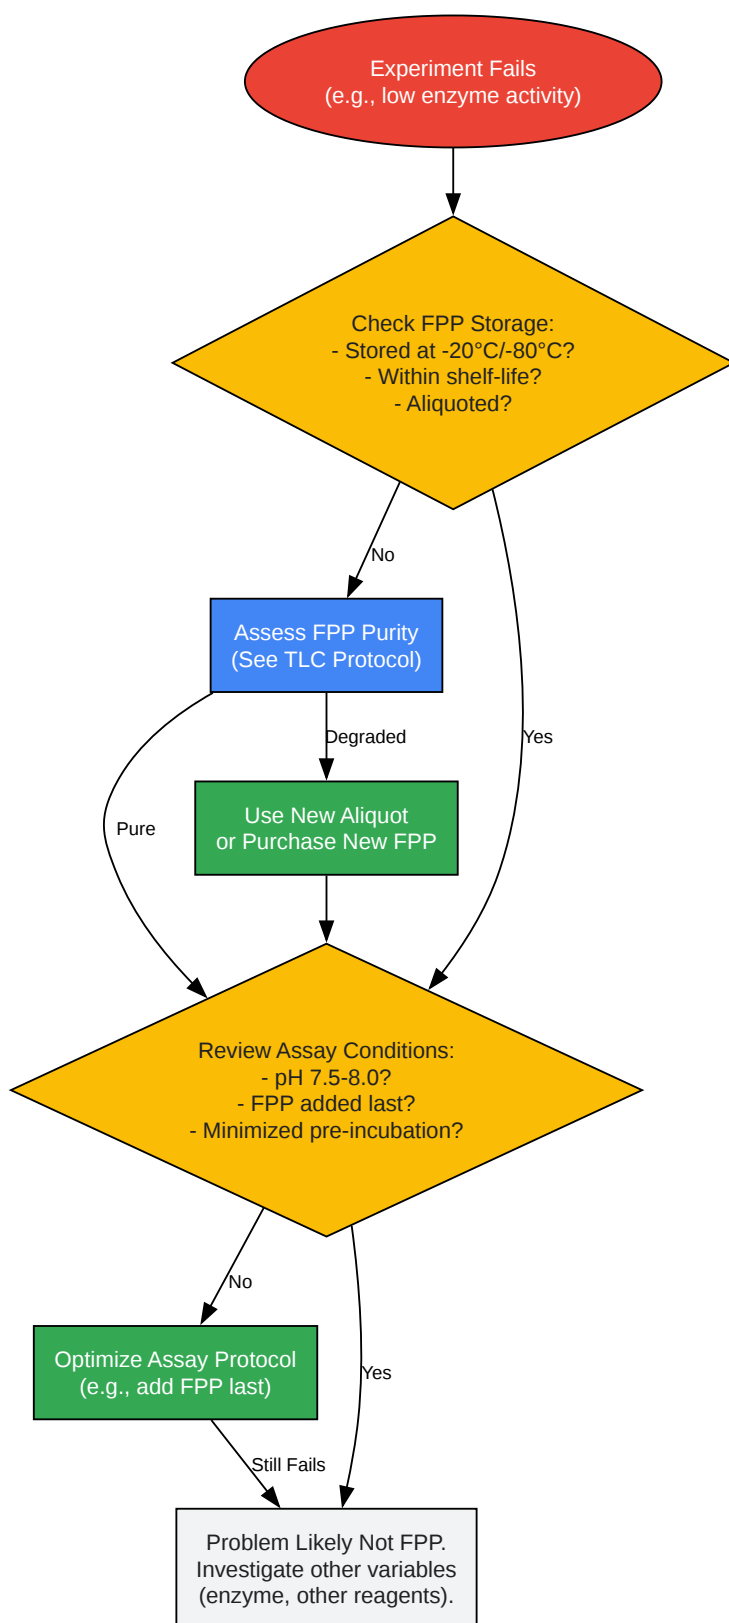 Experiment Fails
(e.g., low enzyme activity)
Check FPP Storage:
- Stored at -20°C/-80°C?
- Within shelf-life?
- Aliquoted?
No
Assess FPP Purity
(See TLC Protocol)
Degraded
Yes
Use New Aliquot
or Purchase New FPP
Pure
Review Assay Conditions:
- pH 7.5-8.0?
- FPP added last?
- Minimized pre-incubation?
No
Optimize Assay Protocol
(e.g., add FPP last)
Yes
Still Fails
Problem Likely Not FPP.
Investigate other variables
(enzyme, other reagents).